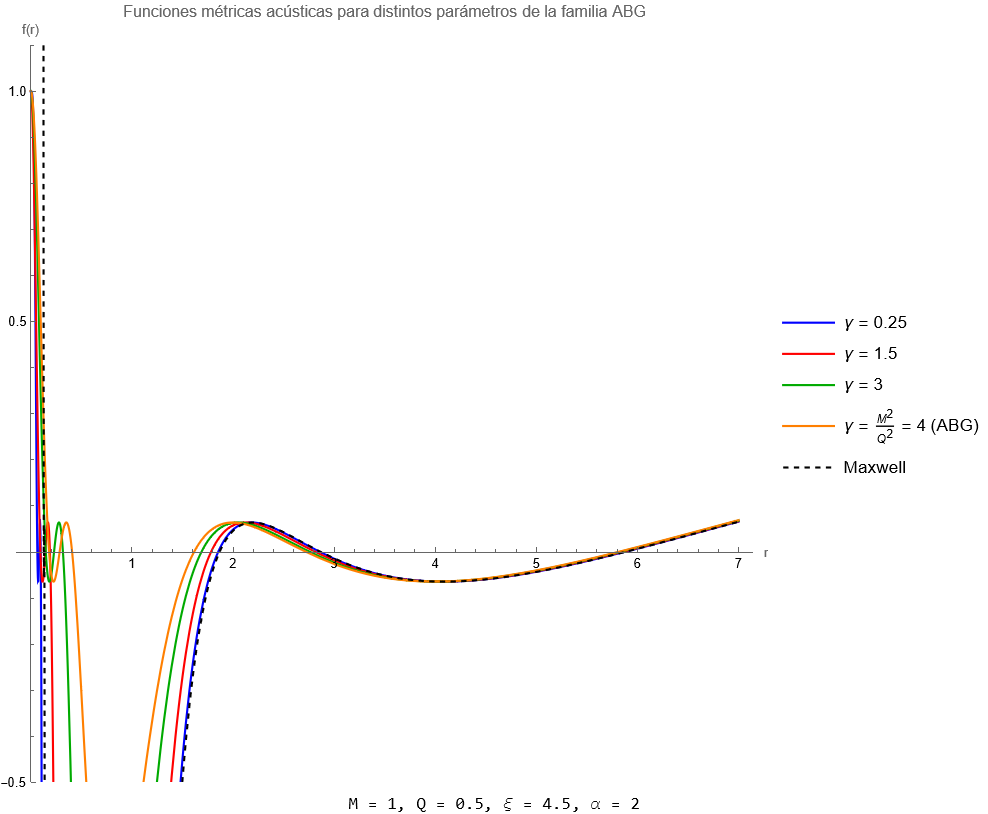 Funciones métricas acústicas para distintos parámetros de la familia ABG
f(r)
1.0
0.5
-0.5
1 2 3 4 5 6 7 r
γ = 0.25
γ = 1.5
γ = 3
γ = M²/Q² = 4 (ABG)
Maxwell
M = 1, Q = 0.5, ξ = 4.5, α = 2